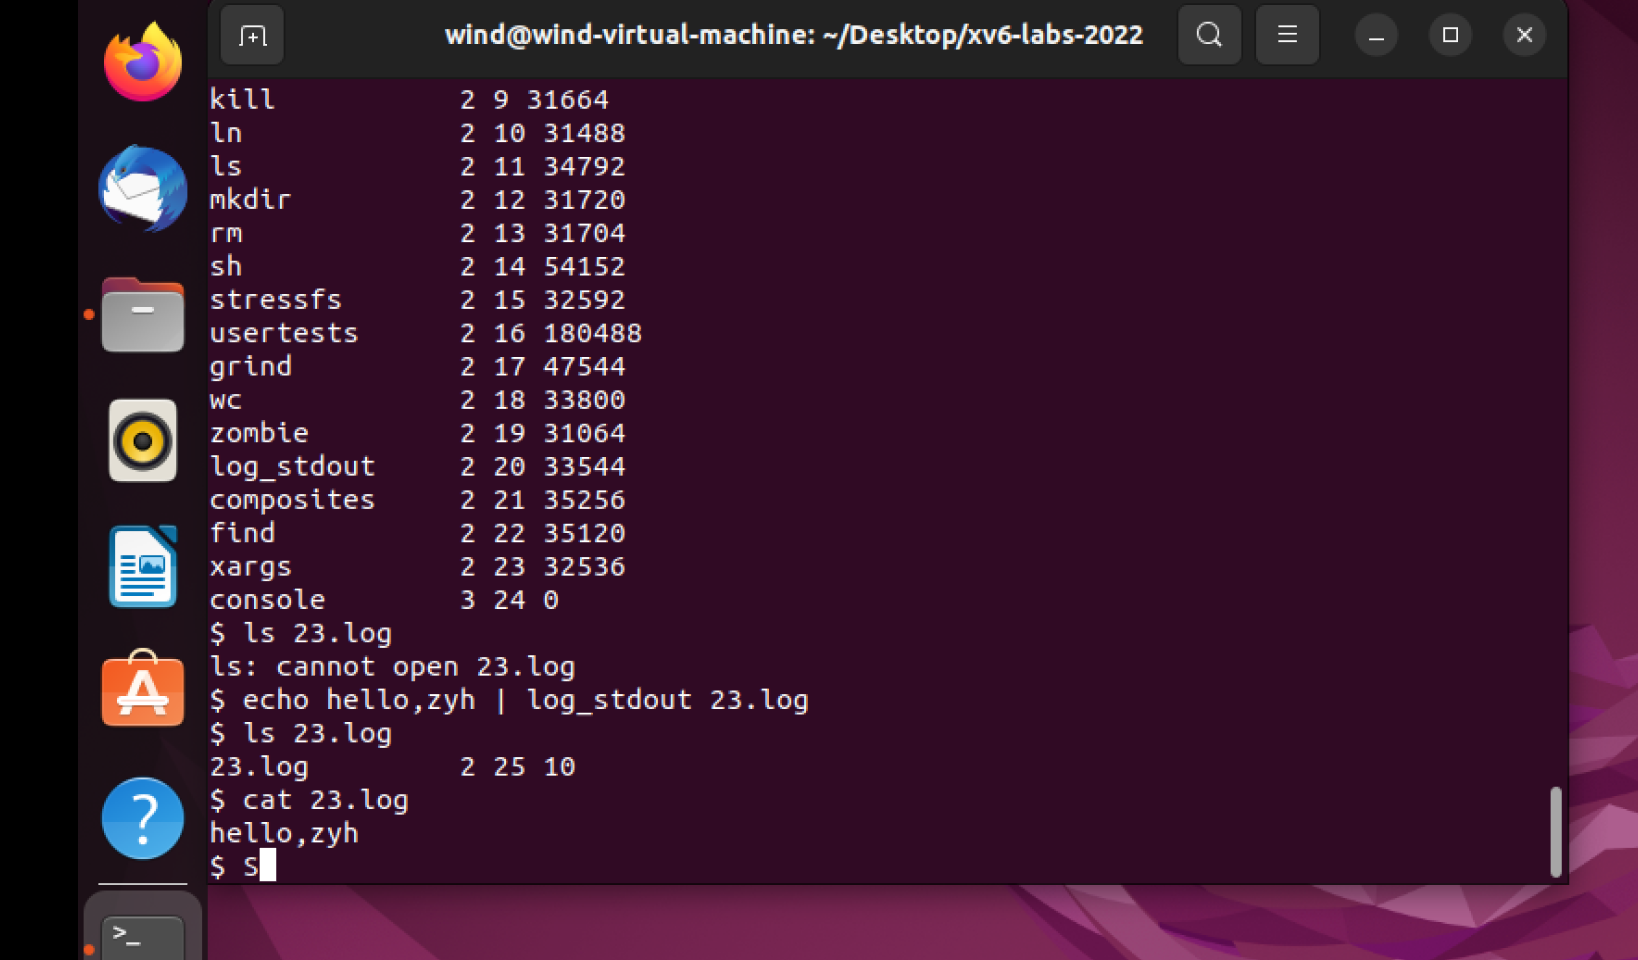 wind@wind-virtual-machine: ~/Desktop/xv6-labs-2022
kill 2 9 31664
ln 2 10 31488
ls 2 11 34792
mkdir 2 12 31720
rm 2 13 31704
sh 2 14 54152
stressfs 2 15 32592
usertests 2 16 180488
grind 2 17 47544
wc 2 18 33800
zombie 2 19 31064
log_stdout 2 20 33544
composites 2 21 35256
find 2 22 35120
xargs 2 23 32536
console 3 24 0
$ ls 23.log
ls: cannot open 23.log
$ echo hello,zyh | log_stdout 23.log
$ ls 23.log
23.log 2 25 10
$ cat 23.log
hello,zyh
$ S